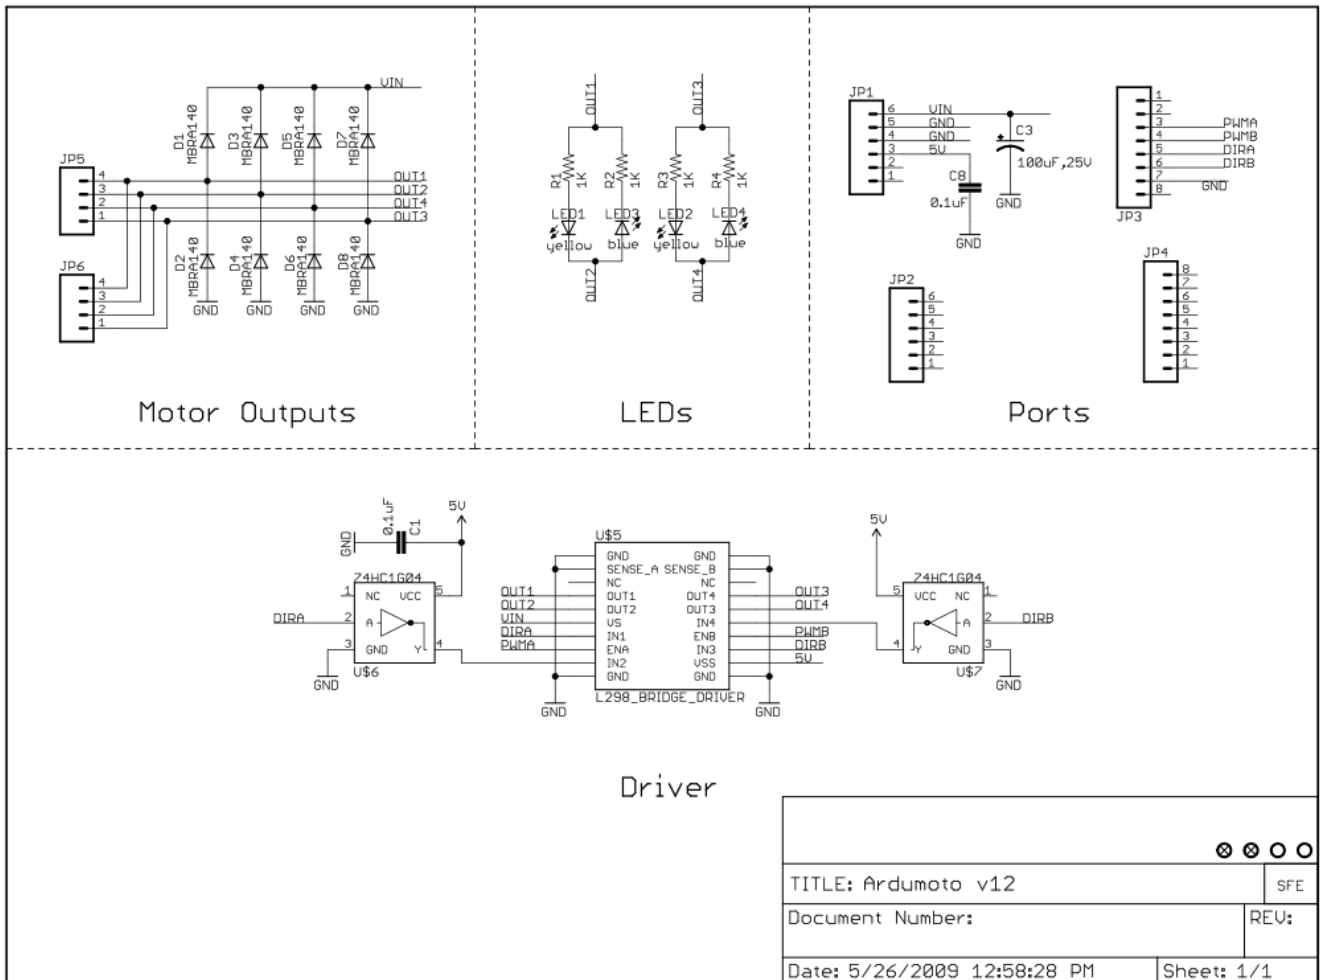 VIN
D1
MBRA140
D3
MBRA140
D5
MBRA140
D7
MBRA140
JP5
4
3
2
1
OUT1
OUT2
OUT4
OUT3
JP6
4
3
2
1
D2
MBRA140
D4
MBRA140
D6
MBRA140
D8
MBRA140
GND
GND
GND
GND
Motor Outputs
OUT1
OUT3
R1
1K
R2
1K
R3
1K
R4
1K
LED1
LED3
LED2
LED4
yellow
blue
yellow
blue
OUT2
OUT4
LEDs
JP1
6
5
4
3
2
1
VIN
GND
GND
5V
C3
100uF,25V
C8
0.1uF
GND
GND
1
2
3
4
5
6
7
8
PWMA
PWMB
DIRA
DIRB
GND
JP3
JP2
6
5
4
3
2
1
JP4
8
7
6
5
4
3
2
1
Ports
GND
0.1uF
C1
5V
74HC1G04
1
NC
VCC
5
DIRA
2
A
3
GND
Y
4
U$6
GND
U$5
GND
SENSE_A
NC
OUT1
OUT2
VS
IN1
ENA
IN2
GND
GND
SENSE_B
NC
OUT4
OUT3
IN4
ENB
IN3
VSS
GND
OUT1
OUT2
VIN
DIRA
PWMA
OUT3
OUT4
PWMB
DIRB
5V
L298_BRIDGE_DRIVER
GND
GND
5V
74HC1G04
5
VCC
NC
1
A
2
DIRB
4
Y
GND
3
U$7
GND
Driver
TITLE: Ardumoto v12
SFE
Document Number:
REV:
Date: 5/26/2009 12:58:28 PM
Sheet: 1/1